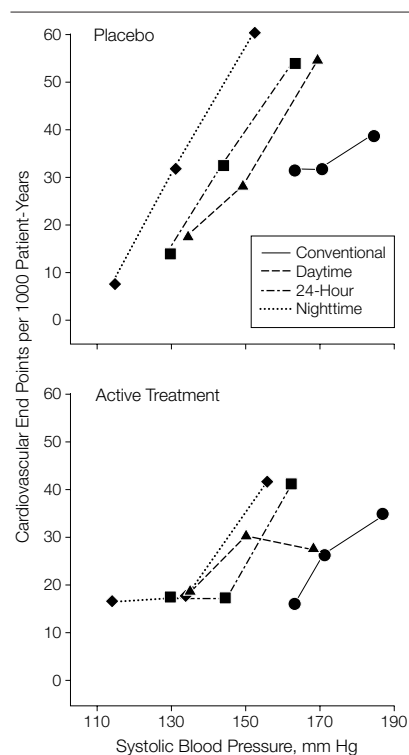 Placebo
60
50
40
30
20
10
0
Conventional
Daytime
24-Hour
Nighttime
Cardiovascular End Points per 1000 Patient-Years
Active Treatment
60
50
40
30
20
10
0
110 130 150 170 190
Systolic Blood Pressure, mm Hg